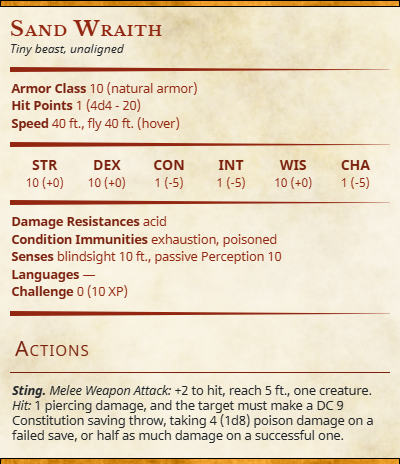 Sand Wraith
Tiny beast, unaligned
Armor Class 10 (natural armor)
Hit Points 1 (4d4 - 20)
Speed 40 ft., fly 40 ft. (hover)
STR DEX CON INT WIS CHA
10 (+0) 10 (+0) 1 (-5) 1 (-5) 10 (+0) 1 (-5)
Damage Resistances acid
Condition Immunities exhaustion, poisoned
Senses blindsight 10 ft., passive Perception 10
Languages —
Challenge 0 (10 XP)
Actions
Sting. Melee Weapon Attack: +2 to hit, reach 5 ft., one creature.
Hit: 1 piercing damage, and the target must make a DC 9
Constitution saving throw, taking 4 (1d8) poison damage on a
failed save, or half as much damage on a successful one.